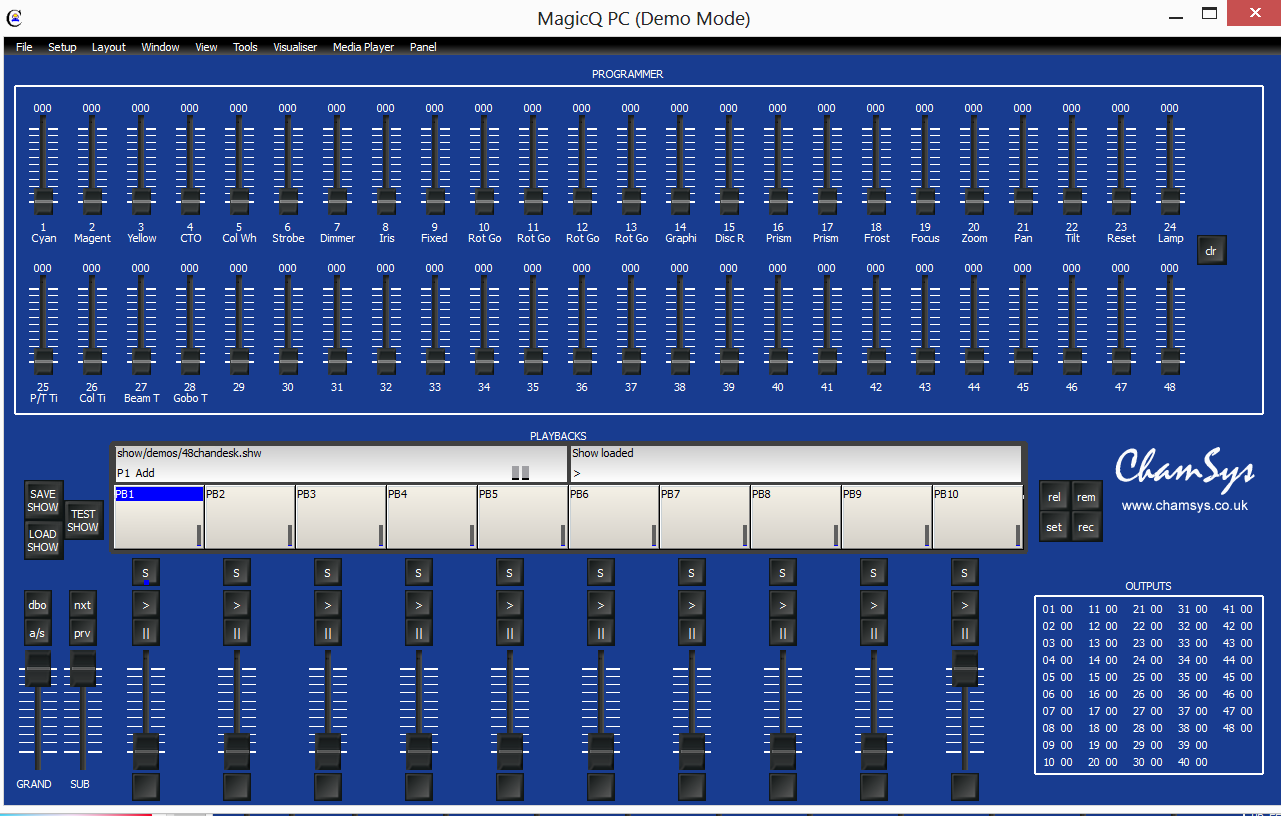 MagicQ PC (Demo Mode)
File Setup Layout Window View Tools Visualiser Media Player Panel
PROGRAMMER
000 000 000 000 000 000 000 000 000 000 000 000 000 000 000 000 000 000 000 000 000 000 000 000
1 2 3 4 5 6 7 8 9 10 11 12 13 14 15 16 17 18 19 20 21 22 23 24
Cyan Magent Yellow CTO Col Wh Strobe Dimmer Iris Fixed Rot Go Rot Go Rot Go Rot Go Graphi Disc R Prism Prism Frost Focus Zoom Pan Tilt Reset Lamp
clr
000 000 000 000 000 000 000 000 000 000 000 000 000 000 000 000 000 000 000 000 000 000 000 000
25 26 27 28 29 30 31 32 33 34 35 36 37 38 39 40 41 42 43 44 45 46 47 48
P/T Ti Col Ti Beam T Gobo T
PLAYBACKS
show/demos/48chandesk.shw Show loaded
P1 Add >
PB1 PB2 PB3 PB4 PB5 PB6 PB7 PB8 PB9 PB10
SAVE SHOW
TEST SHOW
LOAD SHOW
rel rem
set rec
ChamSys
www.chamsys.co.uk
S S S S S S S S S S
dbo nxt > > > > > > > > > >
a/s prv
GRAND SUB
OUTPUTS
01 00 11 00 21 00 31 00 41 00
02 00 12 00 22 00 32 00 42 00
03 00 13 00 23 00 33 00 43 00
04 00 14 00 24 00 34 00 44 00
05 00 15 00 25 00 35 00 45 00
06 00 16 00 26 00 36 00 46 00
07 00 17 00 27 00 37 00 47 00
08 00 18 00 28 00 38 00 48 00
09 00 19 00 29 00 39 00
10 00 20 00 30 00 40 00